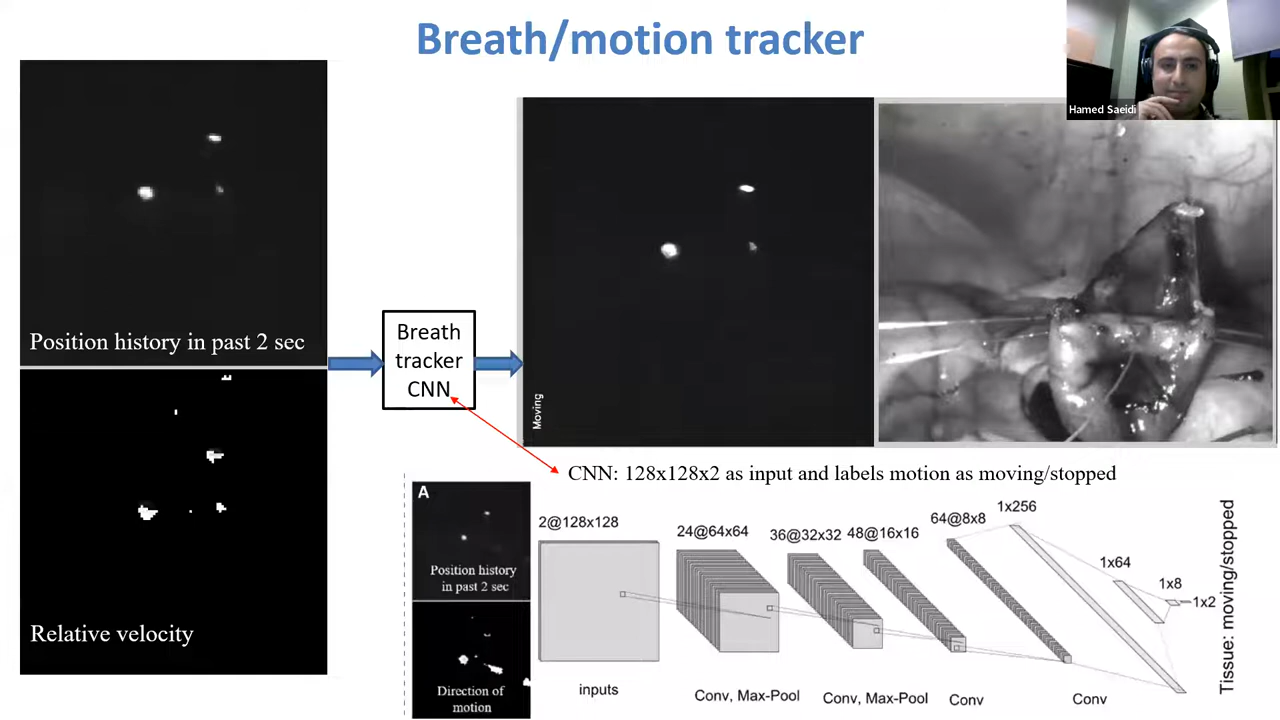 Breath/motion tracker
Hamed Saeidi
Position history in past 2 sec
Relative velocity
Breath
tracker
CNN
Moving
CNN: 128x128x2 as input and labels motion as moving/stopped
A
Position history
in past 2 sec
Direction of
motion
2@128x128
24@64x64
36@32x32
48@16x16
64@8x8
1x256
1x64
1x8
1x2
inputs
Conv, Max-Pool
Conv, Max-Pool
Conv
Conv
Tissue: moving/stopped